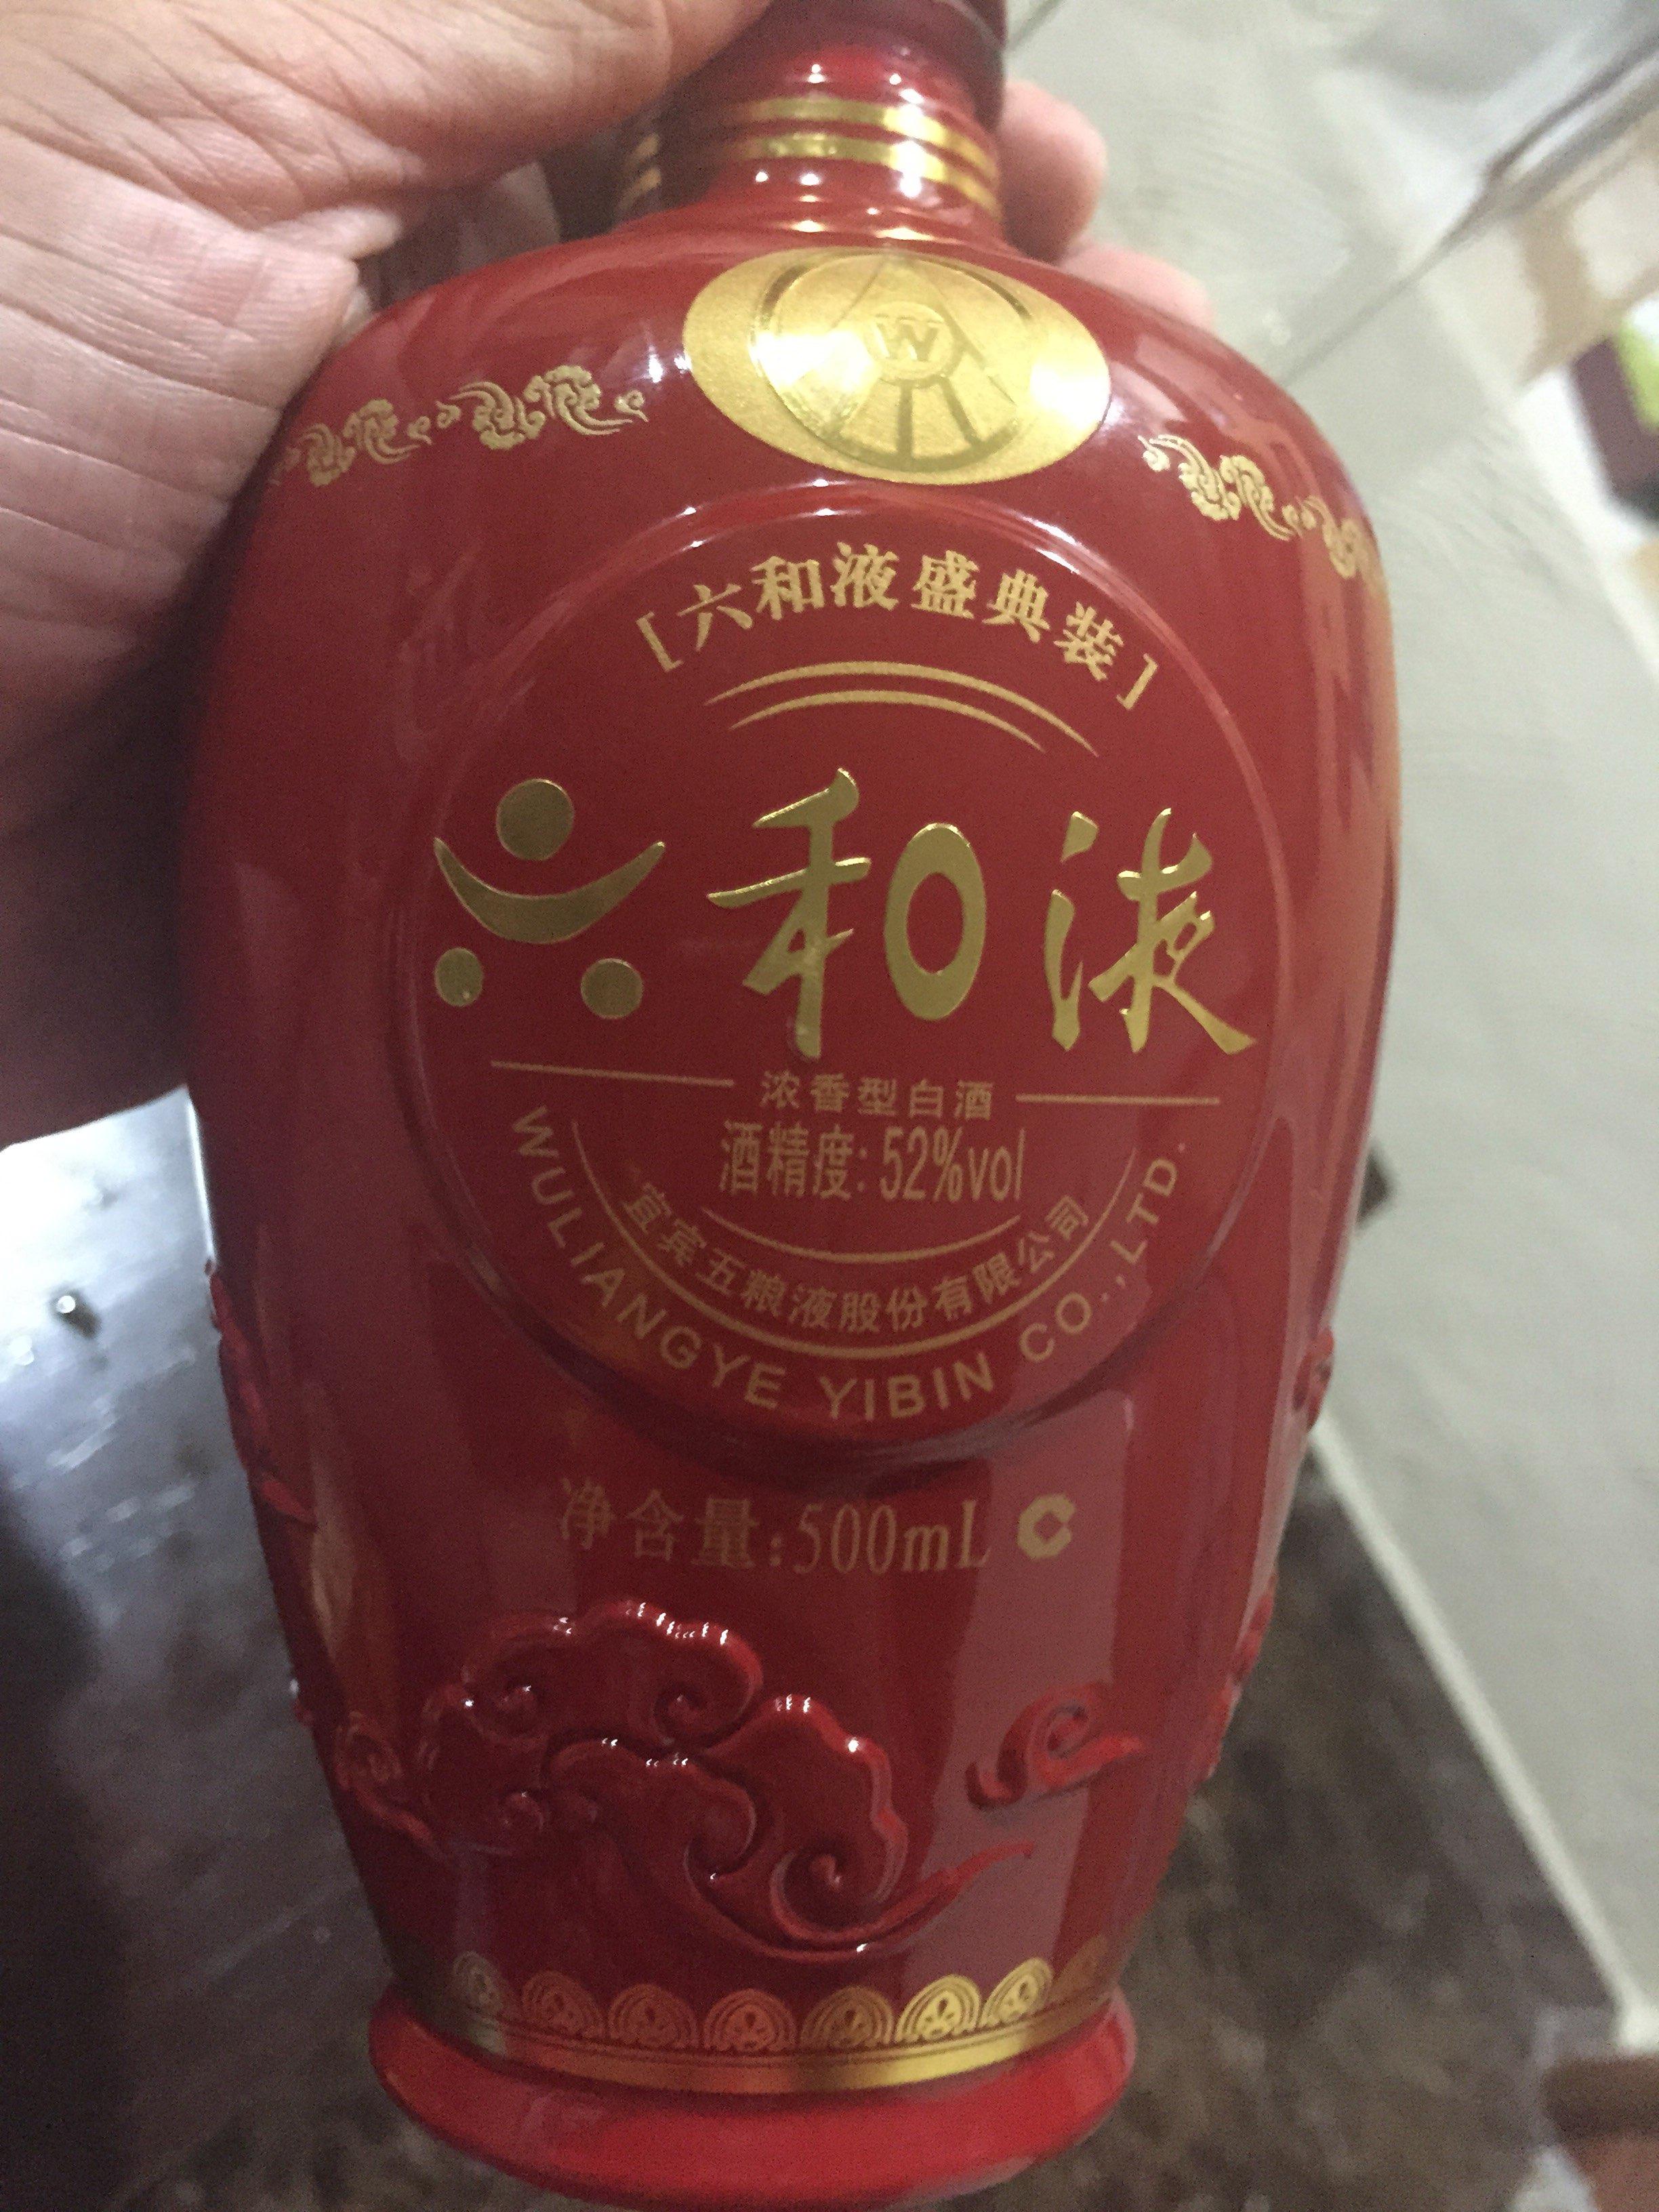 W
[六和液盛典装]
六和液
浓香型白酒
酒精度:52%vol
宜宾五粮液股份有限公司
WULIANGYE YIBIN CO.,LTD.
净含量:500mL C